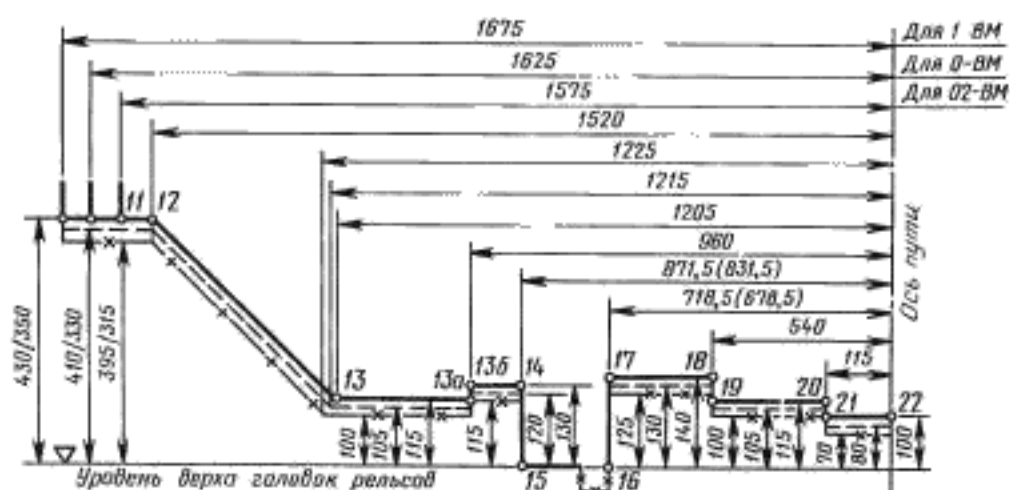 1675 Для 1 ВМ
1625 Для 0-ВМ
1575 Для 02-ВМ
1520
1225
1215
1205
960
871,5(831,5)
718,5(678,5)
540
115
Ось пути
11 12
13 13а 13б 14
17 18 19 20 21 22
430/350
410/330
395/315
100 105 115 115 120 130 125 130 140 100 105 115 70 80 100
Уровень верха головок рельсов
15 16